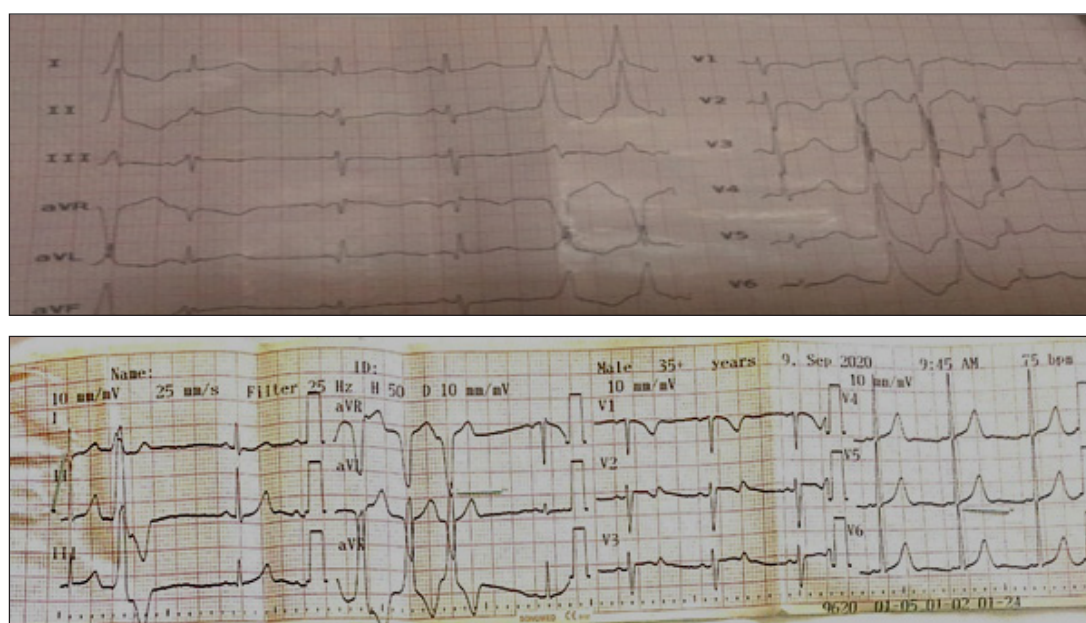 I
V1
II
V2
III
V3
aVR
V4
aVL
V5
aVF
V6
Name:
ID:
Male 35+ years 9. Sep 2020 9:45 AM 75 bpm
10 mm/mV 25 mm/s Filter 25 Hz H 50 D 10 mm/mV 10 mm/mV 10 mm/mV
I
aVR
V1
V4
II
aVL
V2
V5
III
V3
V6
9620 01-05 01-02 01-24
CE